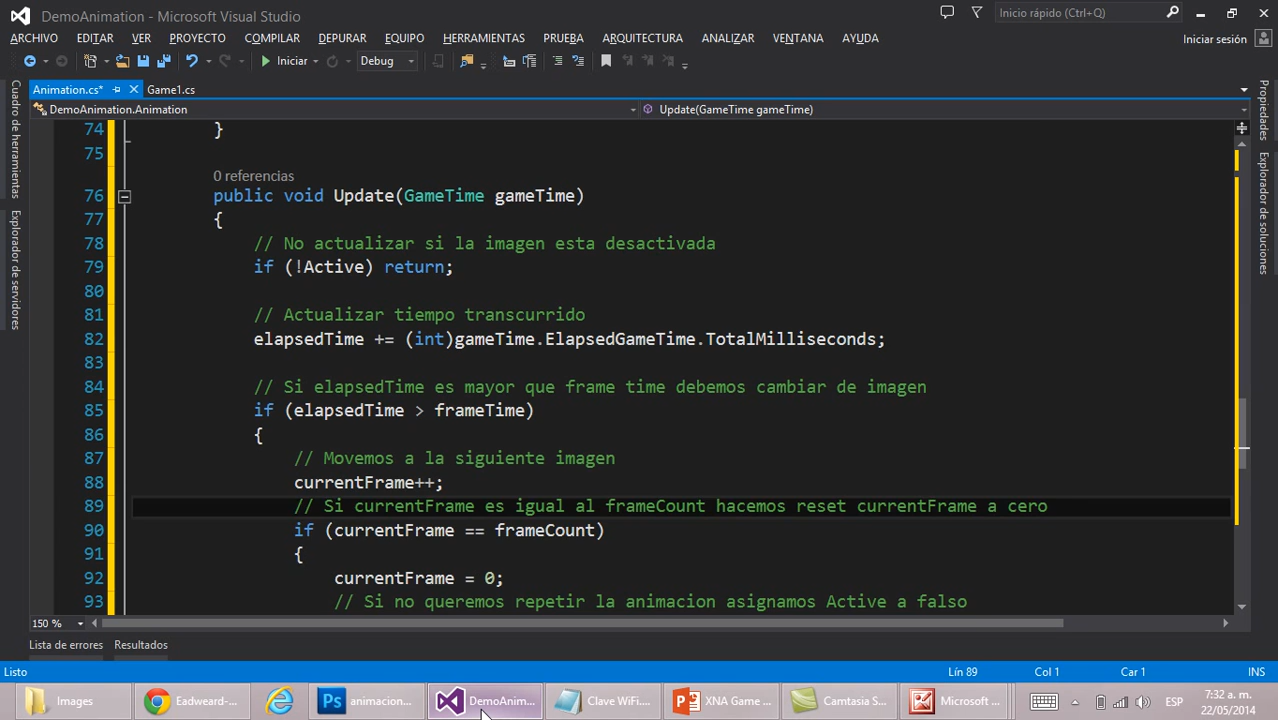 DemoAnimation - Microsoft Visual Studio
Inicio rápido (Ctrl+Q)
ARCHIVO EDITAR VER PROYECTO COMPILAR DEPURAR EQUIPO HERRAMIENTAS PRUEBA ARQUITECTURA ANALIZAR VENTANA AYUDA
Iniciar sesión
Iniciar Debug
Animation.cs* Game1.cs
DemoAnimation.Animation Update(GameTime gameTime)
Cuadro de herramientas
Explorador de servidores
Propiedades
Explorador de soluciones
74 }
75
0 referencias
76 public void Update(GameTime gameTime)
77 {
78 // No actualizar si la imagen esta desactivada
79 if (!Active) return;
80
81 // Actualizar tiempo transcurrido
82 elapsedTime += (int)gameTime.ElapsedGameTime.TotalMilliseconds;
83
84 // Si elapsedTime es mayor que frame time debemos cambiar de imagen
85 if (elapsedTime > frameTime)
86 {
87 // Movemos a la siguiente imagen
88 currentFrame++;
89 // Si currentFrame es igual al frameCount hacemos reset currentFrame a cero
90 if (currentFrame == frameCount)
91 {
92 currentFrame = 0;
93 // Si no queremos repetir la animacion asignamos Active a falso
150 %
Lista de errores Resultados
Listo Lín 89 Col 1 Car 1 INS
Images Eadweard-... Ps animacion... DemoAnim... Clave WiFi.... XNA Game ... Camtasia S... Microsoft ... ESP 7:32 a. m.
22/05/2014